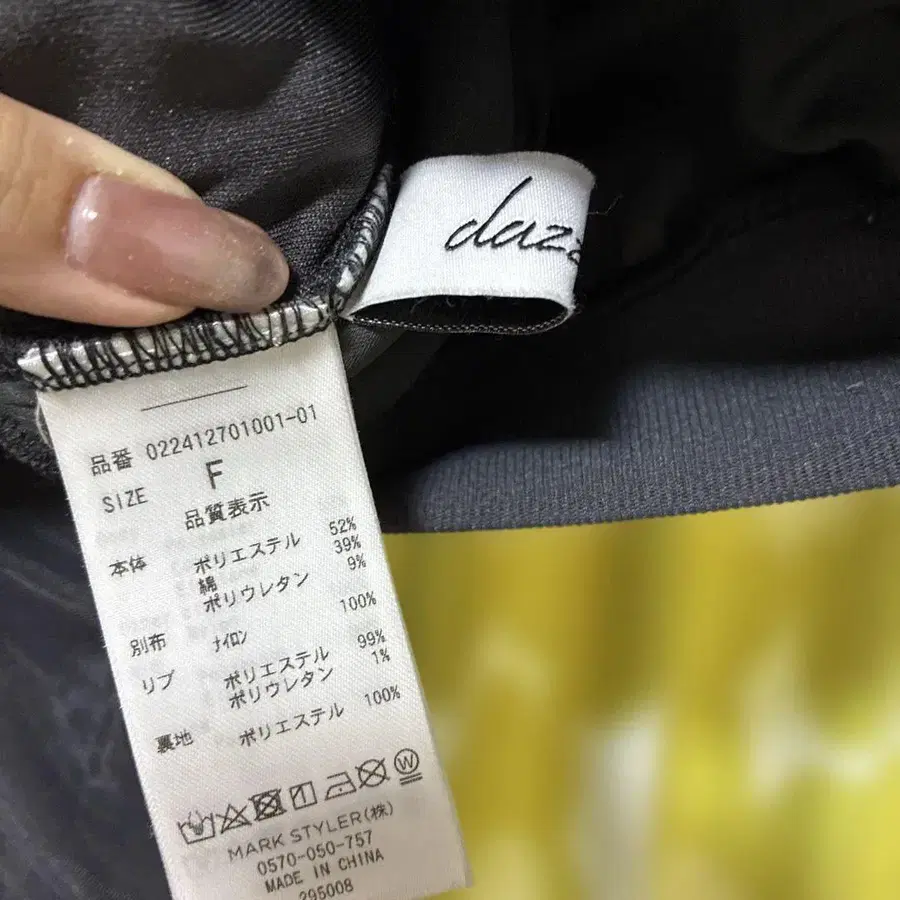 dazz
品番 022412701001-01
SIZE F
品質表示
本体 ポリエステル 52%
綿 39%
ポリウレタン 9%
別布 ナイロン 100%
リブ ポリエステル 99%
ポリウレタン 1%
裏地 ポリエステル 100%
W
MARK STYLER(株)
0570-050-757
MADE IN CHINA
295008